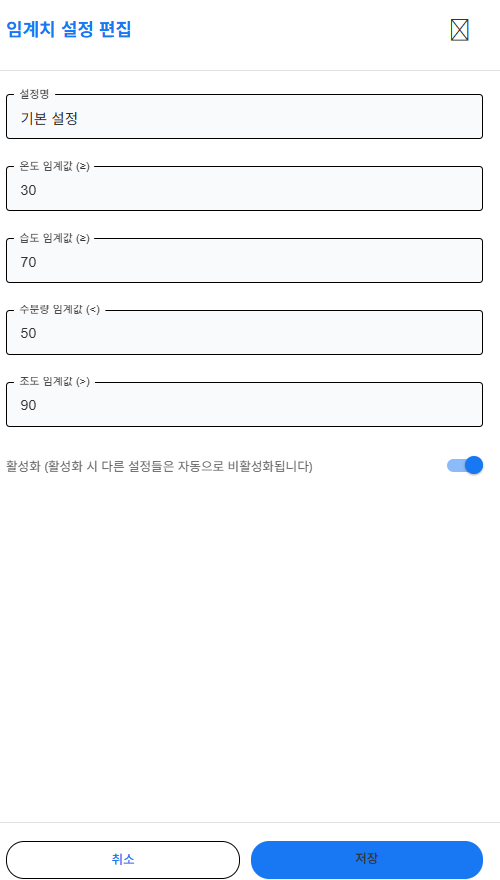 임계치 설정 편집
설정명
기본 설정
온도 임계값 (≥)
30
습도 임계값 (≥)
70
수분량 임계값 (<)
50
조도 임계값 (>)
90
활성화 (활성화 시 다른 설정들은 자동으로 비활성화됩니다)
취소
저장